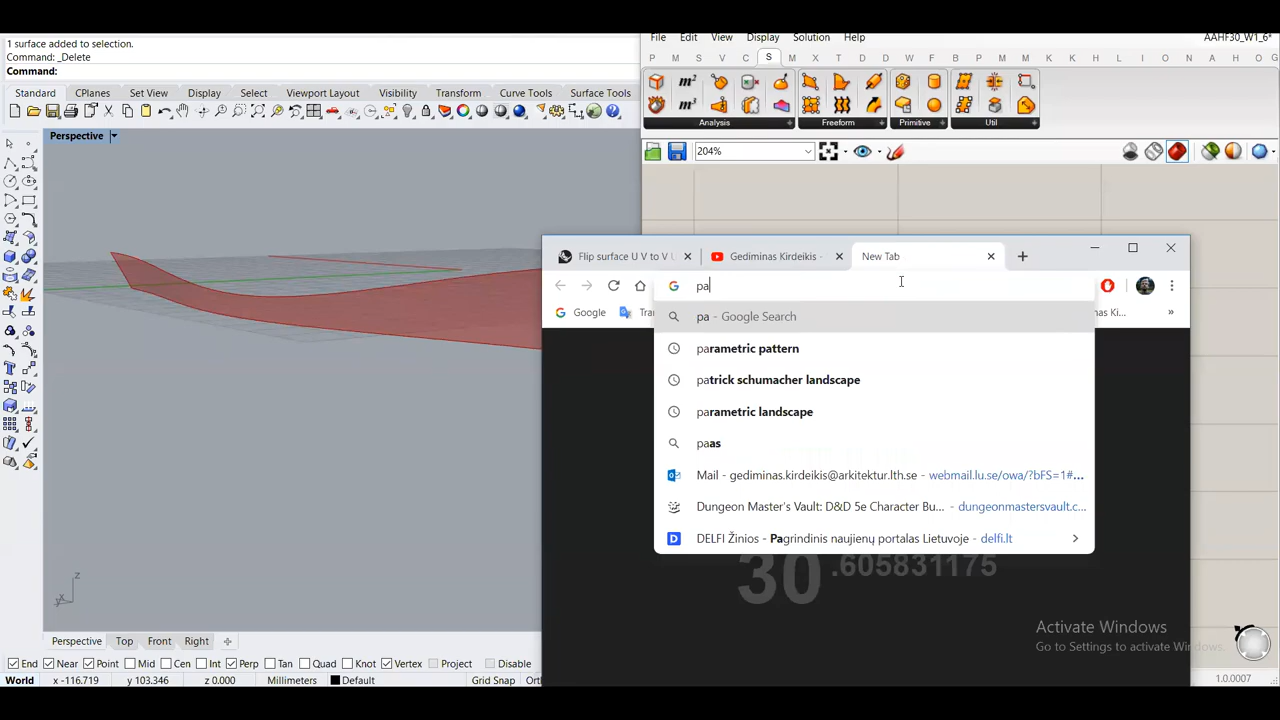 1 surface added to selection.
Command: _Delete
Command:
Standard CPlanes Set View Display Select Viewport Layout Visibility Transform Curve Tools Surface Tools
Perspective
File Edit View Display Solution Help AAHF30_W1_6*
P M S V C S M X T D K W L B P M D V A H H A W E H O G
Analysis Freeform Primitive Util
204%
Flip surface U V to V U Gediminas Kirdeikis - New Tab
pa
Google Tran nas Ki... »
pa - Google Search
parametric pattern
patrick schumacher landscape
parametric landscape
paas
Mail - gediminas.kirdeikis@arkitektur.lth.se - webmail.lu.se/owa/?bFS=1#...
Dungeon Master's Vault: D&D 5e Character Bu... - dungeonmastersvault.c...
DELFI Žinios - Pagrindinis naujienų portalas Lietuvoje - delfi.lt
30 .605831175
Activate Windows
Go to Settings to activate Windows.
z
y x
Perspective Top Front Right
End Near Point Mid Cen Int Perp Tan Quad Knot Vertex Project Disable
World x -116.719 y 103.346 z 0.000 Millimeters Default Grid Snap Ort
1.0.0007